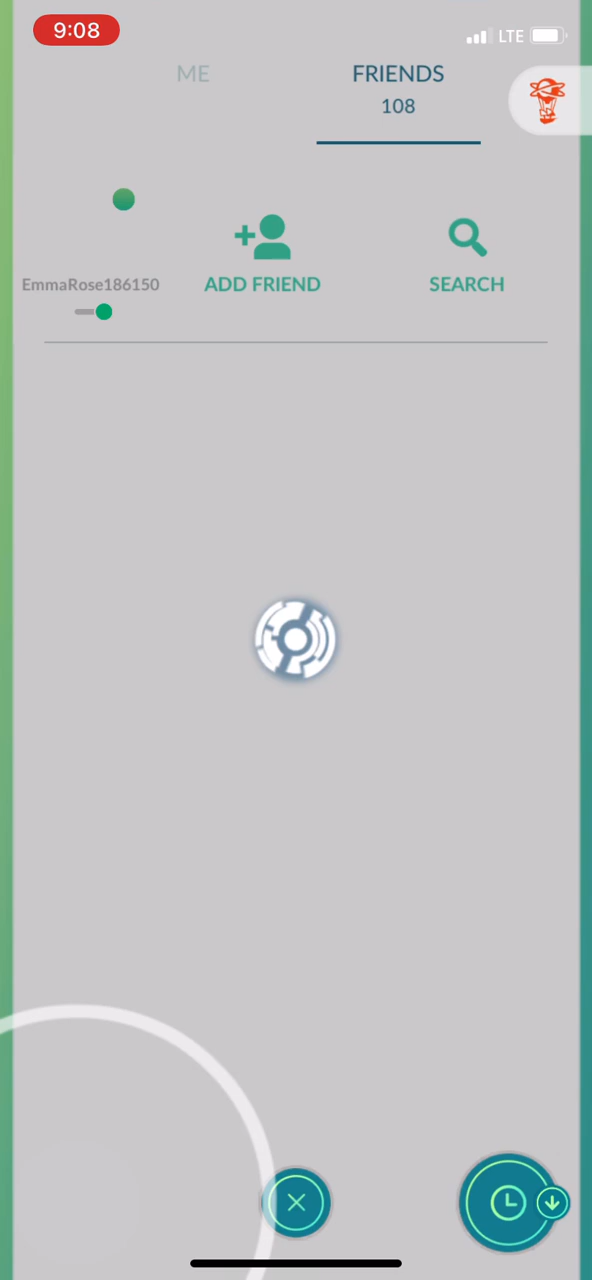 9:08
LTE
ME
FRIENDS
108
EmmaRose186150
ADD FRIEND
SEARCH